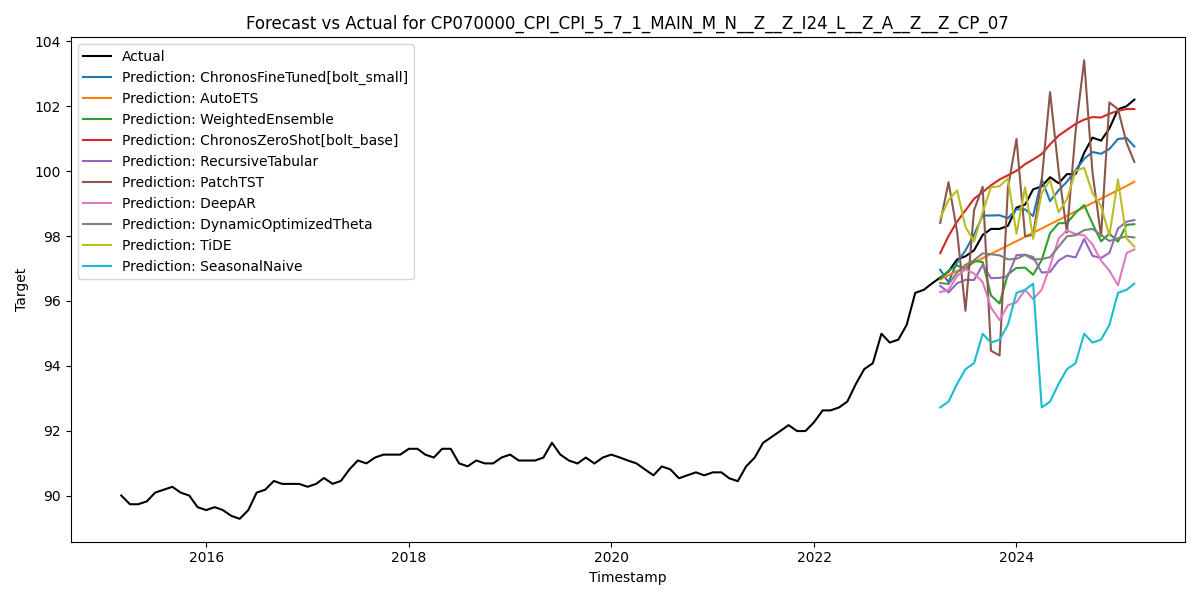 Forecast vs Actual for CP070000_CPI_CPI_5_7_1_MAIN_M_N__Z__Z_I24_L__Z_A__Z__Z_CP_07
Actual
Prediction: ChronosFineTuned[bolt_small]
Prediction: AutoETS
Prediction: WeightedEnsemble
Prediction: ChronosZeroShot[bolt_base]
Prediction: RecursiveTabular
Prediction: PatchTST
Prediction: DeepAR
Prediction: DynamicOptimizedTheta
Prediction: TiDE
Prediction: SeasonalNaive
Target
104
102
100
98
96
94
92
90
2016
2018
2020
2022
2024
Timestamp